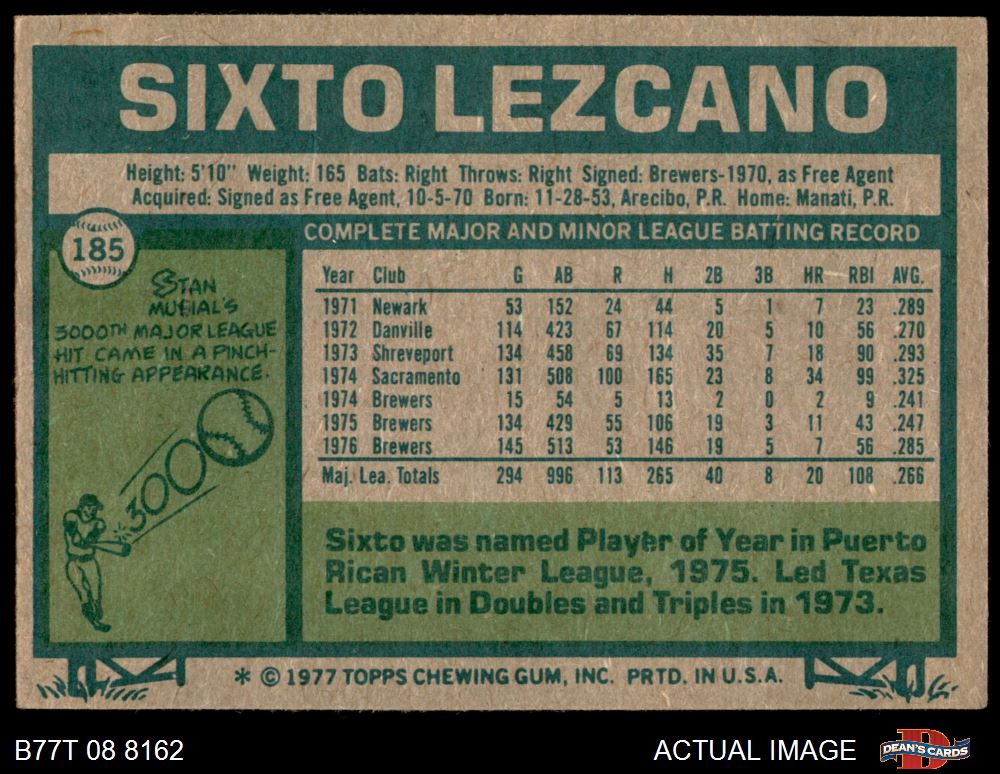 SIXTO LEZCANO
Height: 5'10" Weight: 165 Bats: Right Throws: Right Signed: Brewers-1970, as Free Agent
Acquired: Signed as Free Agent, 10-5-70 Born: 11-28-53, Arecibo, P.R. Home: Manati, P.R.
185
STAN
MUSIAL'S
3000TH MAJOR LEAGUE
HIT CAME IN A PINCH-
HITTING APPEARANCE.
3000
COMPLETE MAJOR AND MINOR LEAGUE BATTING RECORD
Year Club G AB R H 2B 3B HR RBI AVG.
1971 Newark 53 152 24 44 5 1 7 23 .289
1972 Danville 114 423 67 114 20 5 10 56 .270
1973 Shreveport 134 458 69 134 35 7 18 90 .293
1974 Sacramento 131 508 100 165 23 8 34 99 .325
1974 Brewers 15 54 5 13 2 0 2 9 .241
1975 Brewers 134 429 55 106 19 3 11 43 .247
1976 Brewers 145 513 53 146 19 5 7 56 .285
Maj. Lea. Totals 294 996 113 265 40 8 20 108 .266
Sixto was named Player of Year in Puerto
Rican Winter League, 1975. Led Texas
League in Doubles and Triples in 1973.
* © 1977 TOPPS CHEWING GUM, INC. PRTD. IN U.S.A.
B77T 08 8162
ACTUAL IMAGE
DEAN'S CARDS